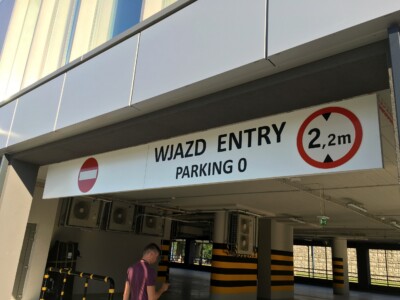 WJAZD ENTRY
PARKING 0
2,2m